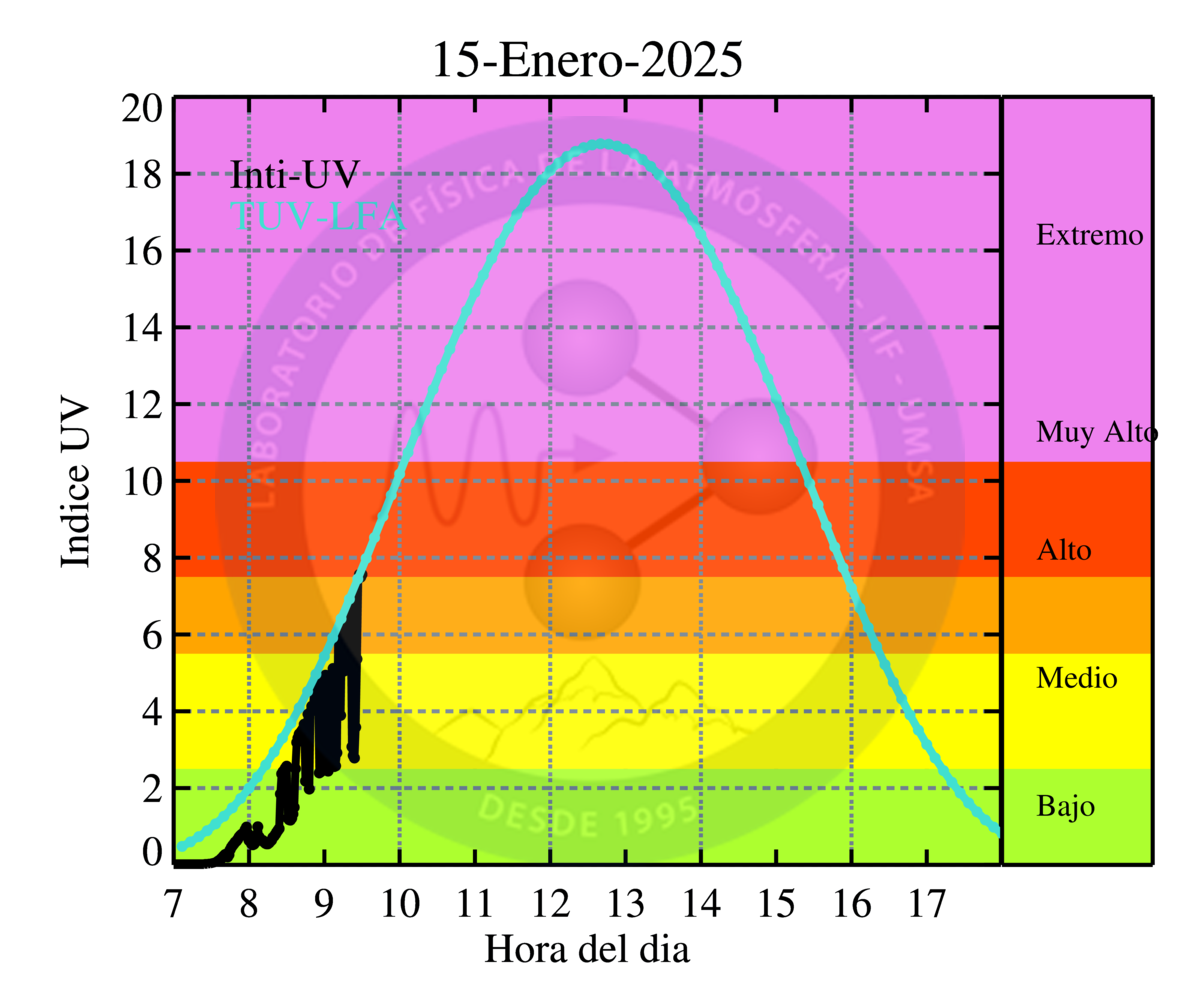 15-Enero-2025
20
18
16
14
12
10
8
6
4
2
0
Indice UV
Inti-UV
TUV-LFA
LABORATORIO DE FÍSICA DE LA ATMÓSFERA - IIF - UMSA
DESDE 1995
Extremo
Muy Alto
Alto
Medio
Bajo
7 8 9 10 11 12 13 14 15 16 17
Hora del dia